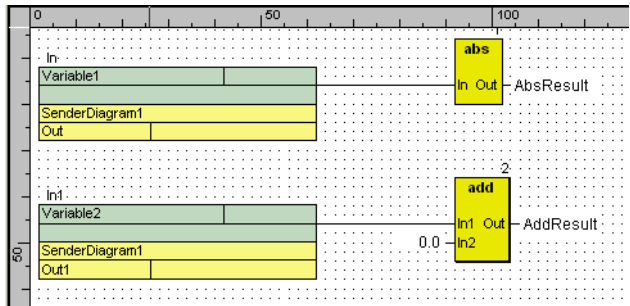 0 50 100
In
abs
Variable1
In Out AbsResult
SenderDiagram1
Out
2
In1
add
Variable2
In1 Out AddResult
0.0 In2
SenderDiagram1
Out1
50